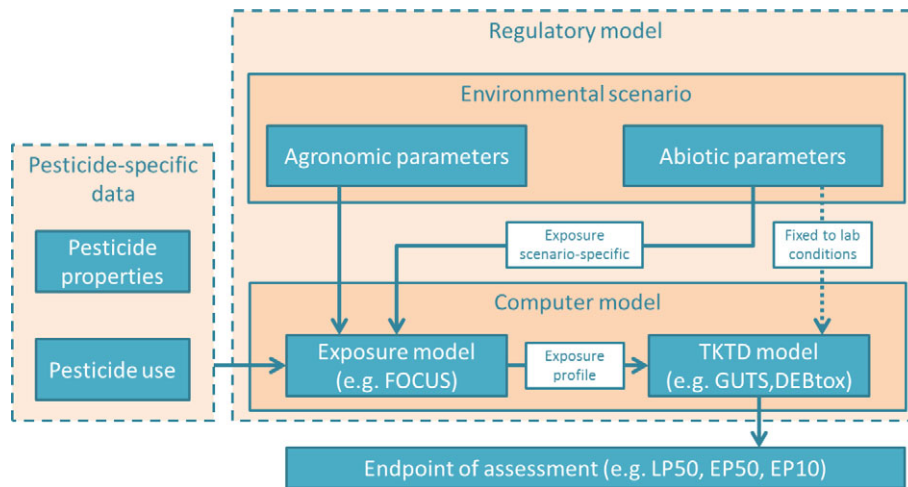 Regulatory model
Environmental scenario
Agronomic parameters
Abiotic parameters
Pesticide-specific
data
Pesticide
properties
Pesticide use
Exposure
scenario-specific
Fixed to lab
conditions
Computer model
Exposure model
(e.g. FOCUS)
Exposure
profile
TKTD model
(e.g. GUTS,DEBtox)
Endpoint of assessment (e.g. LP50, EP50, EP10)